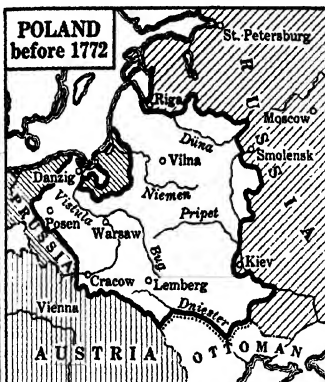 POLAND
before 1772
St. Petersburg
RUSSIA
Riga
Moscow
Düna
Smolensk
Vilna
Danzig
Niemen
PRUSSIA
Vistula
Posen
Pripet
Warsaw
Bug
Kiev
Cracow
Lemberg
Vienna
Dniester
AUSTRIA
OTTOMAN